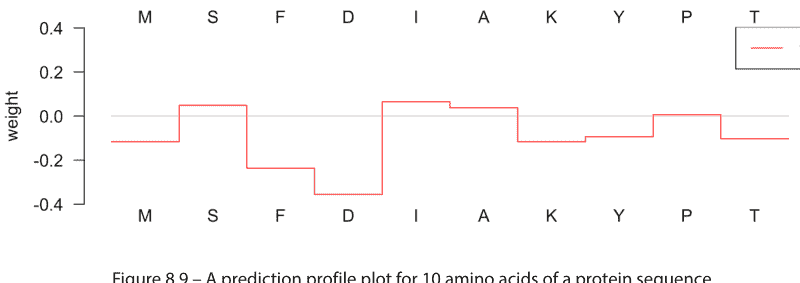 M S F D I A K Y P T
0.4
0.2
0.0
-0.2
-0.4
weight
M S F D I A K Y P T
Figure 8.9 – A prediction profile plot for 10 amino acids of a protein sequence